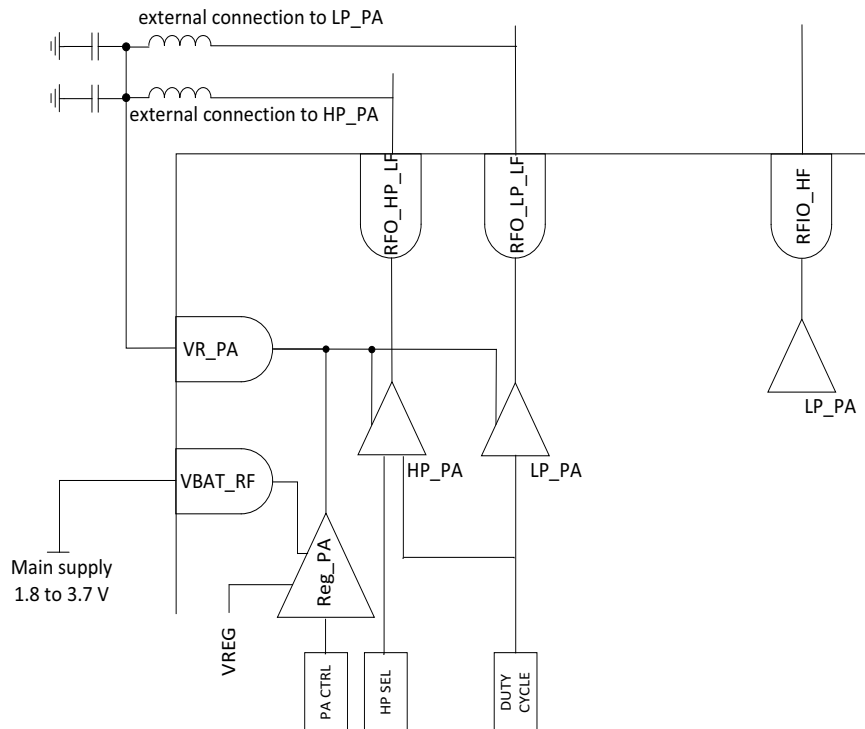 external connection to LP_PA
external connection to HP_PA
RFO_HP_LF
RFO_LP_LF
RFIO_HF
VR_PA
LP_PA
HP_PA
LP_PA
VBAT_RF
Main supply
1.8 to 3.7 V
Reg_PA
VREG
PA CTRL
HP SEL
DUTY
CYCLE